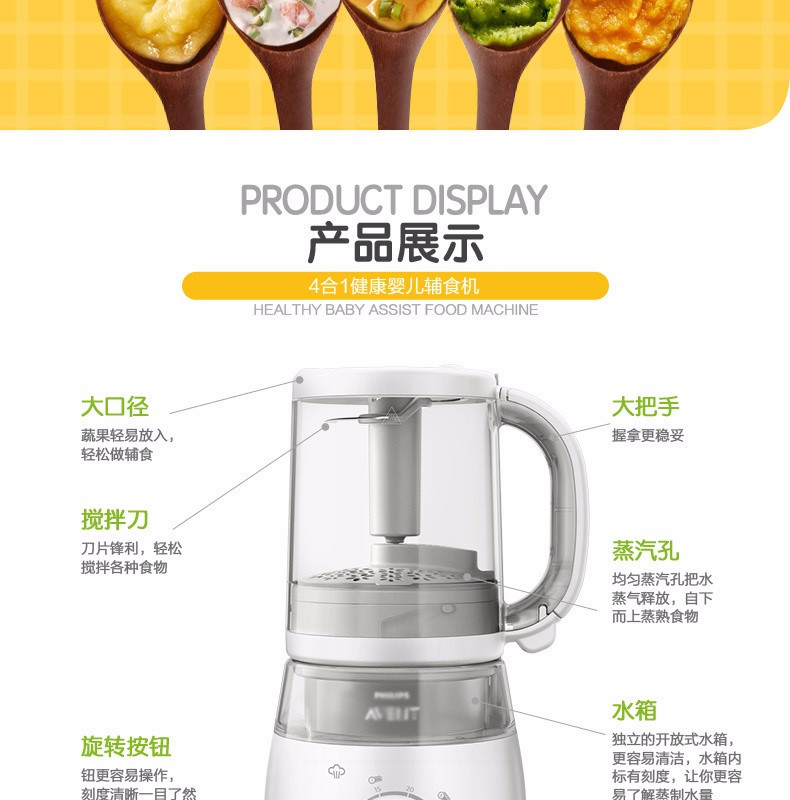 PRODUCT DISPLAY
产品展示
4合1健康婴儿辅食机
HEALTHY BABY ASSIST FOOD MACHINE
大口径
蔬果轻易放入，
轻松做辅食
搅拌刀
刀片锋利，轻松
搅拌各种食物
大把手
握拿更稳妥
蒸汽孔
均匀蒸汽孔把水
蒸气释放，自下
而上蒸熟食物
PHILIPS
AVENT
水箱
独立的开放式水箱，
更容易清洁，水箱内
标有刻度，让你更容
易了解蒸制水量
旋转按钮
钮更容易操作，
刻度清晰一目了然
15
20